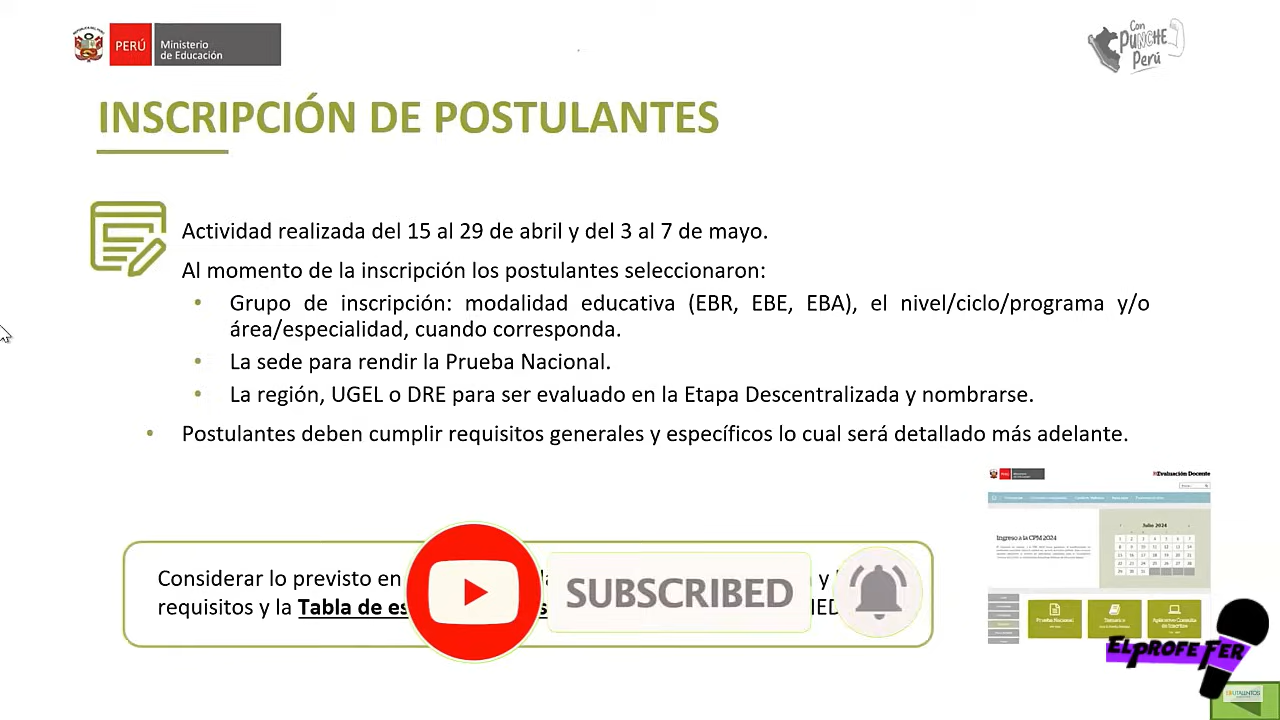 PERÚ
Ministerio
de Educación
Con
PUNCHE
Perú
INSCRIPCIÓN DE POSTULANTES
Actividad realizada del 15 al 29 de abril y del 3 al 7 de mayo.
Al momento de la inscripción los postulantes seleccionaron:
• Grupo de inscripción: modalidad educativa (EBR, EBE, EBA), el nivel/ciclo/programa y/o
área/especialidad, cuando corresponda.
• La sede para rendir la Prueba Nacional.
• La región, UGEL o DRE para ser evaluado en la Etapa Descentralizada y nombrarse.
• Postulantes deben cumplir requisitos generales y específicos lo cual será detallado más adelante.
Evaluación Docente
Julio 2024
Ingreso a la CPM 2024
Prueba Nacional
Temario
Considerar lo previsto en
y
requisitos y la Tabla de
SUBSCRIBED
ELPROFE FER
EDUTALENTOS